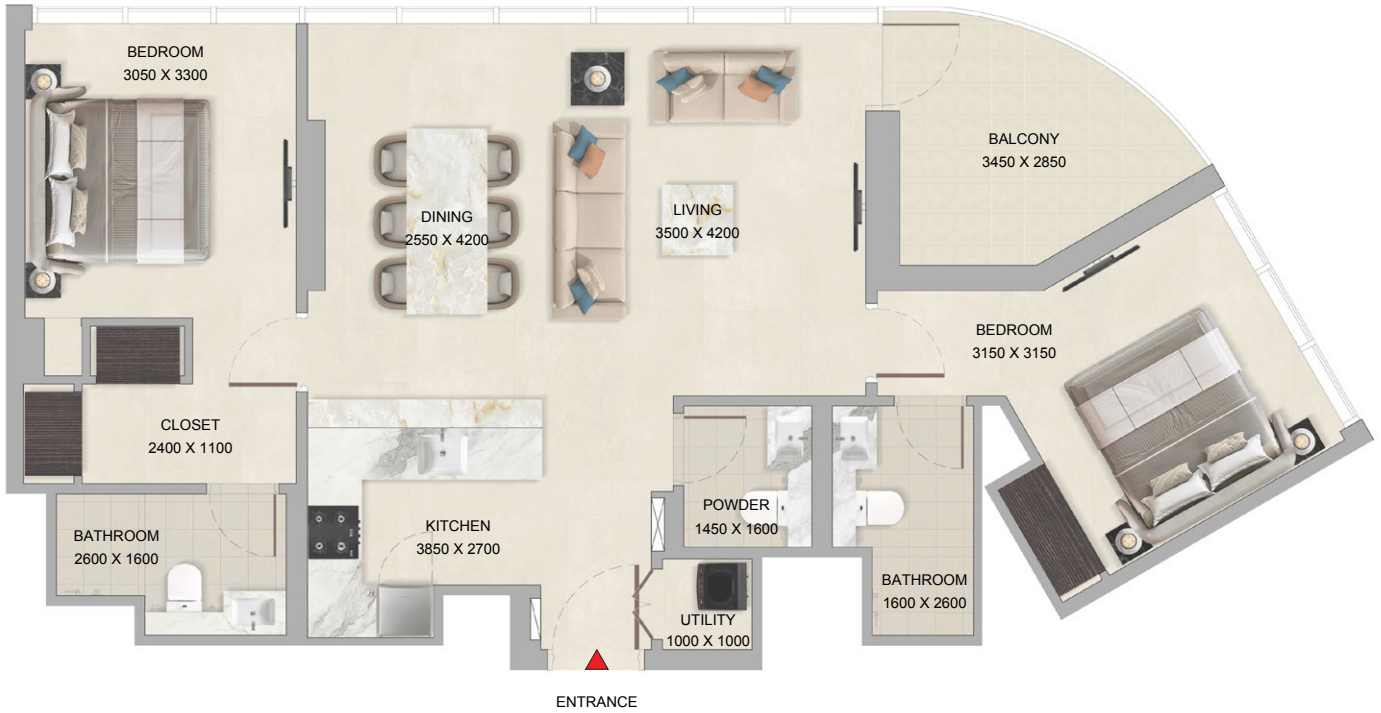 BEDROOM
3050 X 3300
BALCONY
3450 X 2850
DINING
2550 X 4200
LIVING
3500 X 4200
BEDROOM
3150 X 3150
CLOSET
2400 X 1100
BATHROOM
2600 X 1600
KITCHEN
3850 X 2700
POWDER
1450 X 1600
BATHROOM
1600 X 2600
UTILITY
1000 X 1000
ENTRANCE